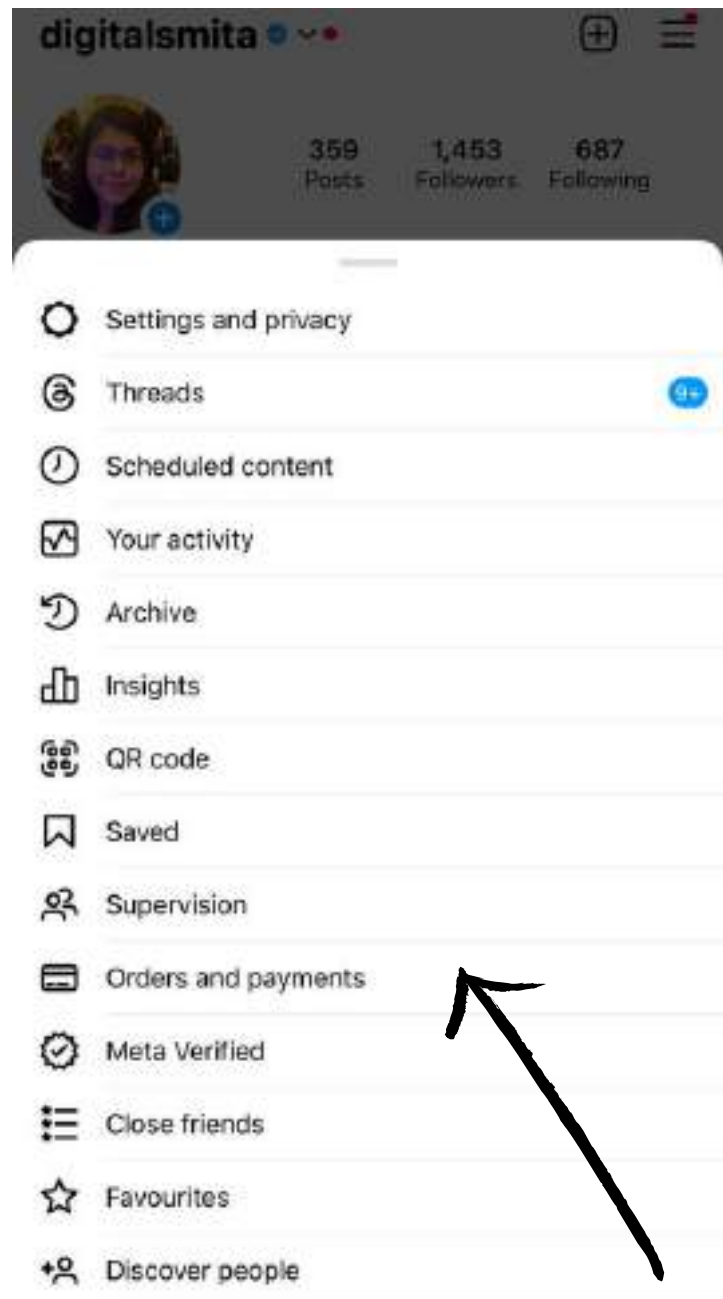 digitalsmita
359 1,453 687
Posts Followers Following
Settings and privacy
Threads 9+
Scheduled content
Your activity
Archive
Insights
QR code
Saved
Supervision
Orders and payments
Meta Verified
Close friends
Favourites
Discover people